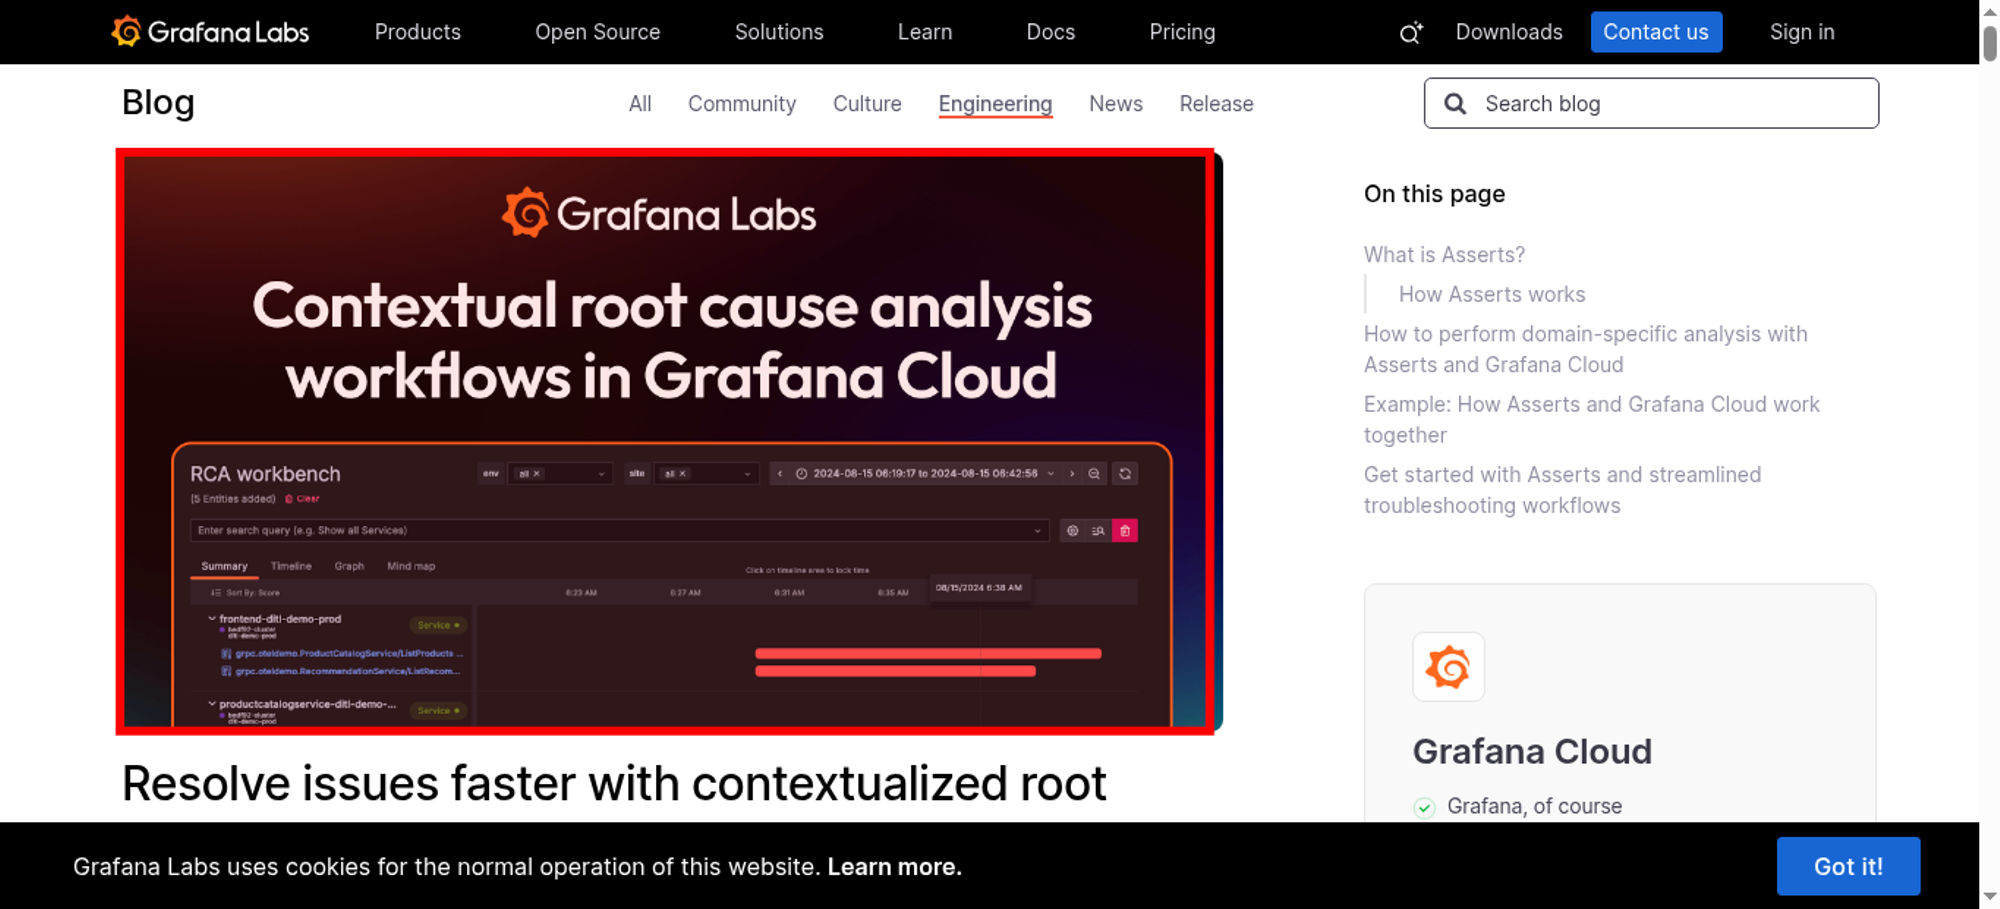 Grafana Labs
Products
Open Source
Solutions
Learn
Docs
Pricing
Downloads
Contact us
Sign in
Blog
All
Community
Culture
Engineering
News
Release
Search blog
Grafana Labs
Contextual root cause analysis
workflows in Grafana Cloud
RCA workbench
(5 Entities added)
Clear
env
all ×
site
all ×
2024-08-15 06:19:17 to 2024-08-15 06:42:56
Enter search query (e.g. Show all Services)
Summary
Timeline
Graph
Mind map
Click on timeline area to lock time
Sort By: Score
6:23 AM
6:27 AM
6:31 AM
6:35 AM
08/15/2024 6:38 AM
frontend-ditl-demo-prod
ditl-demo-prod
Service
grpc.oteldemo.ProductCatalogService/ListProducts ...
grpc.oteldemo.RecommendationService/ListRecom...
productcatalogservice-ditl-demo-...
ditl-demo-prod
Service
Resolve issues faster with contextualized root
On this page
What is Asserts?
How Asserts works
How to perform domain-specific analysis with
Asserts and Grafana Cloud
Example: How Asserts and Grafana Cloud work
together
Get started with Asserts and streamlined
troubleshooting workflows
Grafana Cloud
Grafana, of course
Grafana Labs uses cookies for the normal operation of this website. Learn more.
Got it!